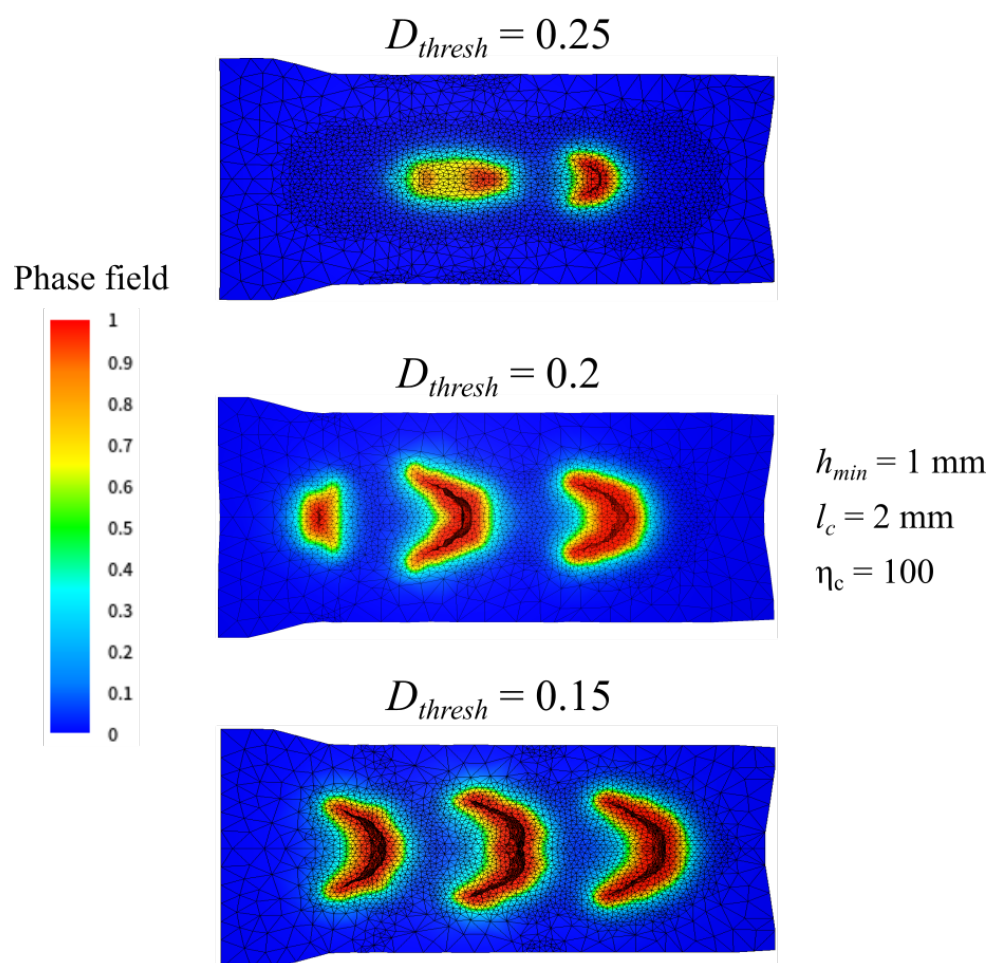 D_thresh = 0.25
Phase field
1
0.9
0.8
0.7
0.6
0.5
0.4
0.3
0.2
0.1
0
D_thresh = 0.2
h_min = 1 mm
l_c = 2 mm
η_c = 100
D_thresh = 0.15